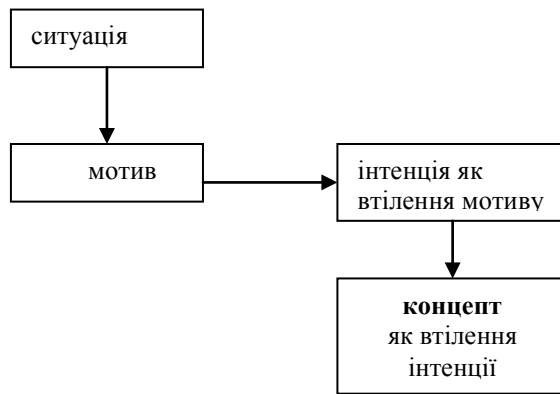 ситуація
мотив
інтенція як
втілення мотиву
концепт
як втілення
інтенції